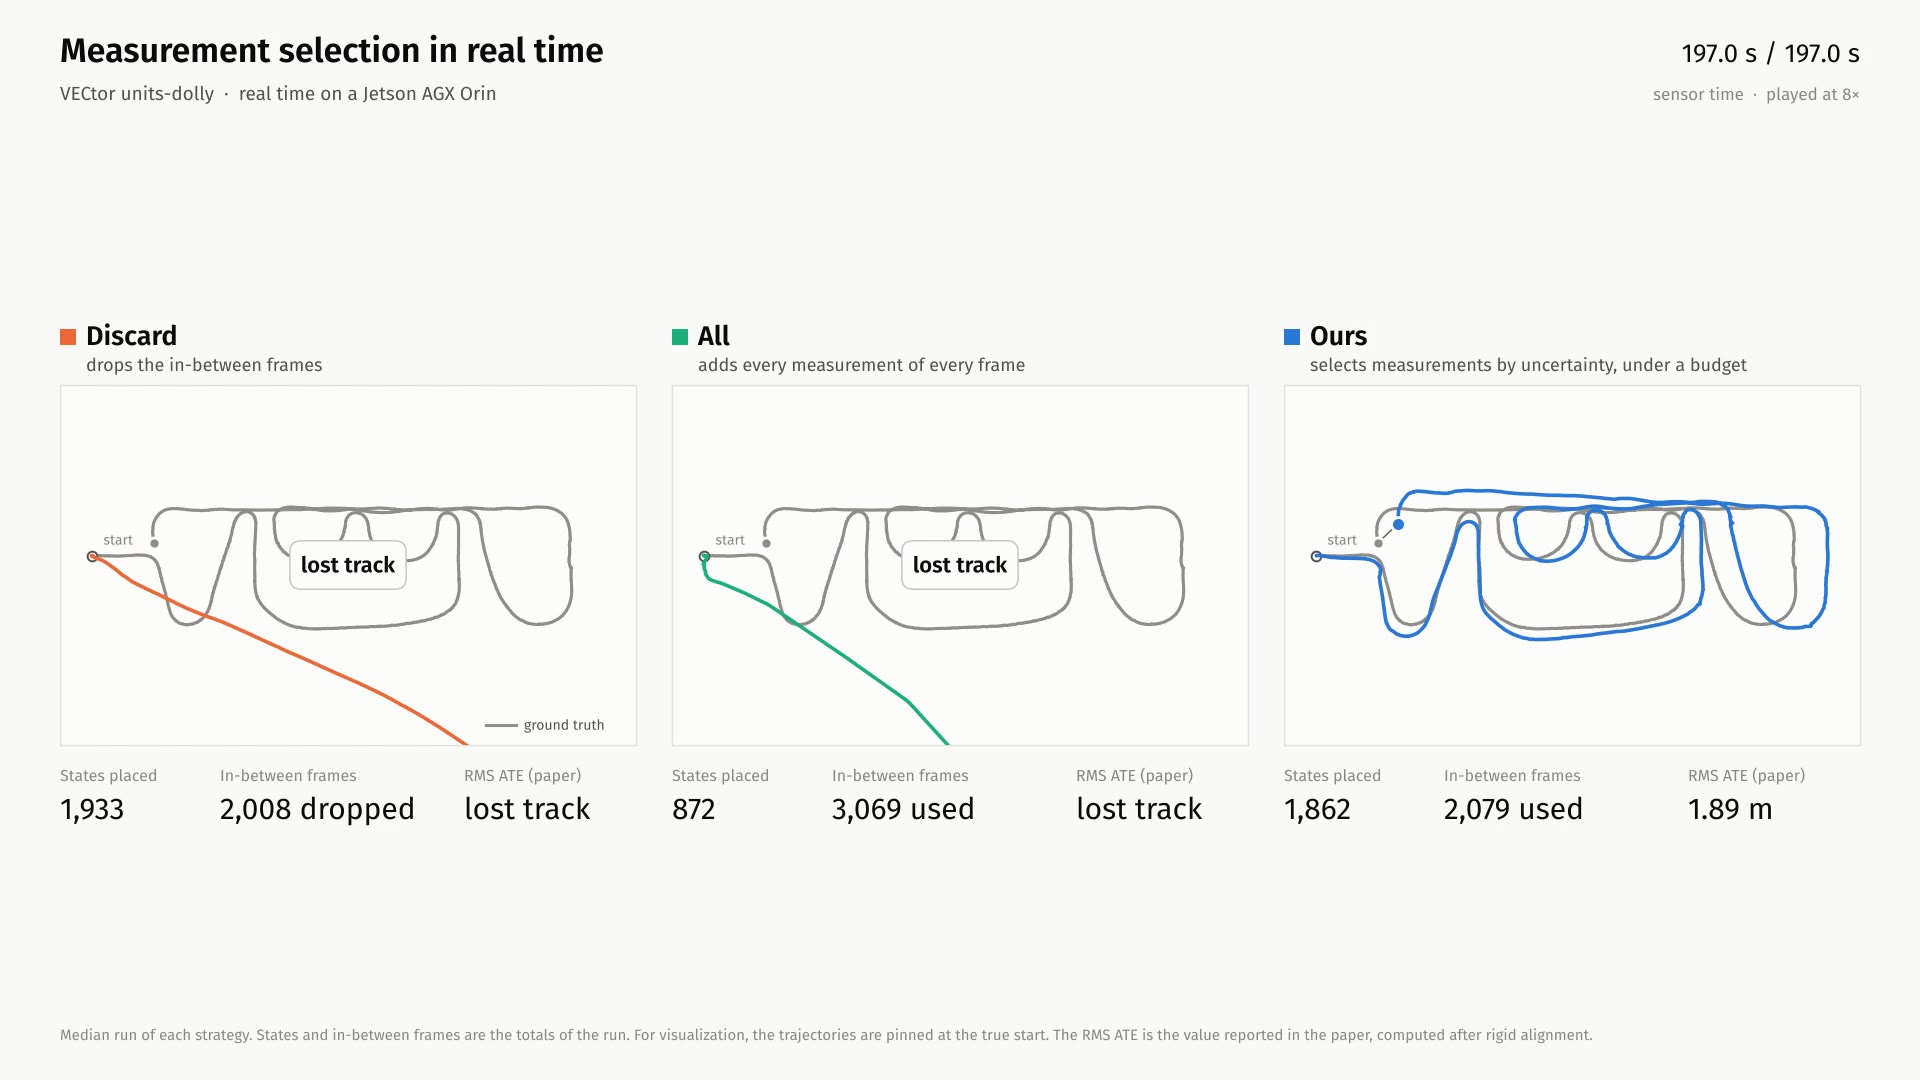 Measurement selection in real time
197.0 s / 197.0 s
VECtor units-dolly · real time on a Jetson AGX Orin
sensor time · played at 8×
Discard
drops the in-between frames
start
lost track
ground truth
States placed
In-between frames
RMS ATE (paper)
1,933
2,008 dropped
lost track
All
adds every measurement of every frame
start
lost track
States placed
In-between frames
RMS ATE (paper)
872
3,069 used
lost track
Ours
selects measurements by uncertainty, under a budget
start
States placed
In-between frames
RMS ATE (paper)
1,862
2,079 used
1.89 m
Median run of each strategy. States and in-between frames are the totals of the run. For visualization, the trajectories are pinned at the true start. The RMS ATE is the value reported in the paper, computed after rigid alignment.